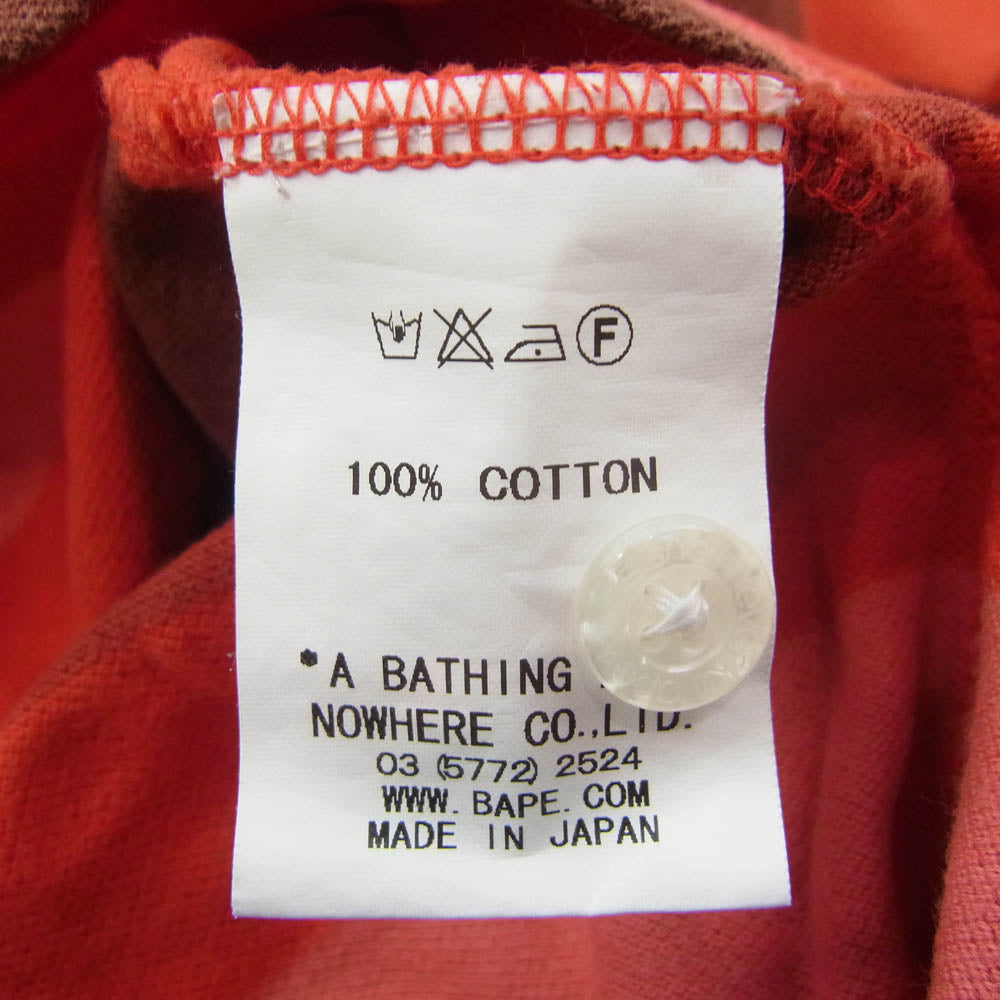 F
100% COTTON
*A BATHING
NOWHERE CO.,LTD.
03 (5772) 2524
WWW. BAPE. COM
MADE IN JAPAN